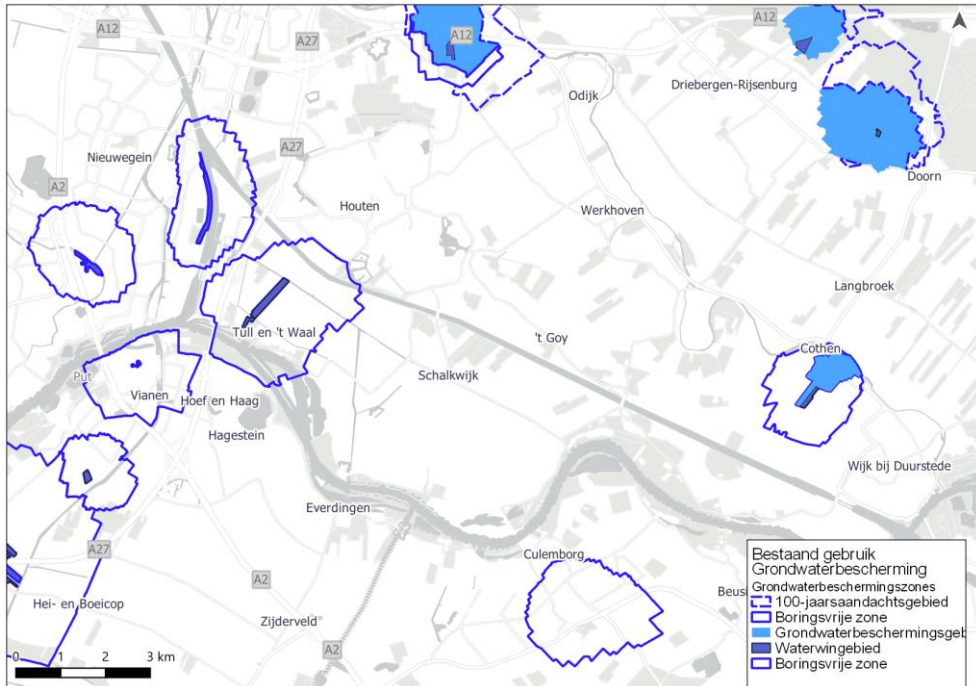 A12
A27
A12
A12
Odijk
Driebergen-Rijsenburg
Nieuwegein
A27
A2
Doorn
Houten
Werkhoven
Langbroek
Tull en 't Waal
't Goy
Cothen
Put
Schalkwijk
Vianen
Hoef en Haag
Hagestein
Wijk bij Duurstede
Everdingen
A27
Culemborg
A2
Beus
Hei- en Boeicop
Zijderveld
A2
0 1 2 3 km
Bestaand gebruik
Grondwaterbescherming
Grondwaterbeschermingszones
100-jaarsaandachtsgebied
Boringsvrije zone
Grondwaterbeschermingsgeb
Waterwingebied
Boringsvrije zone